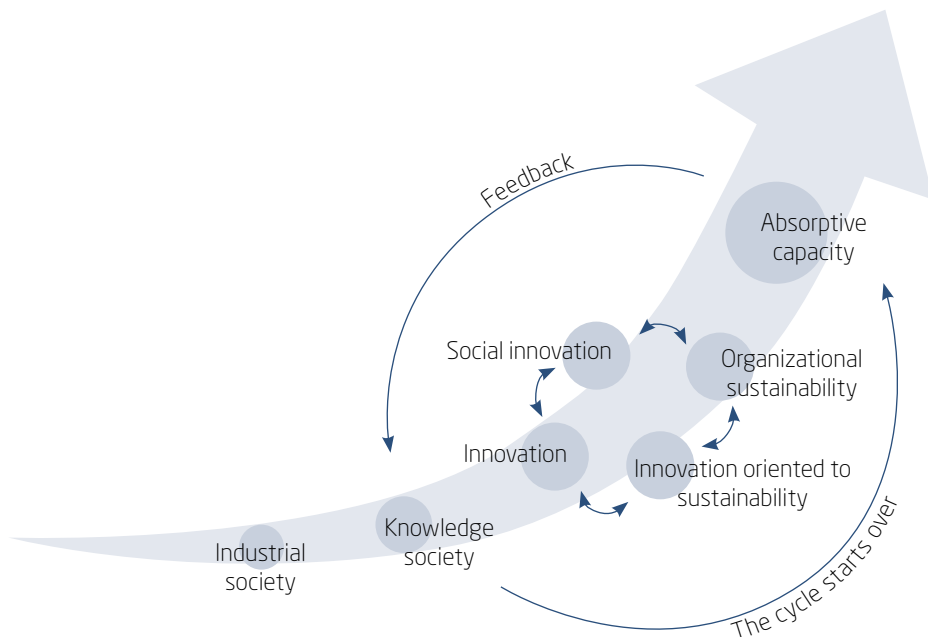 Feedback
Absorptive
capacity
Social innovation
Organizational
sustainability
Innovation
Innovation oriented to
sustainability
Knowledge
society
Industrial
society
The cycle starts over